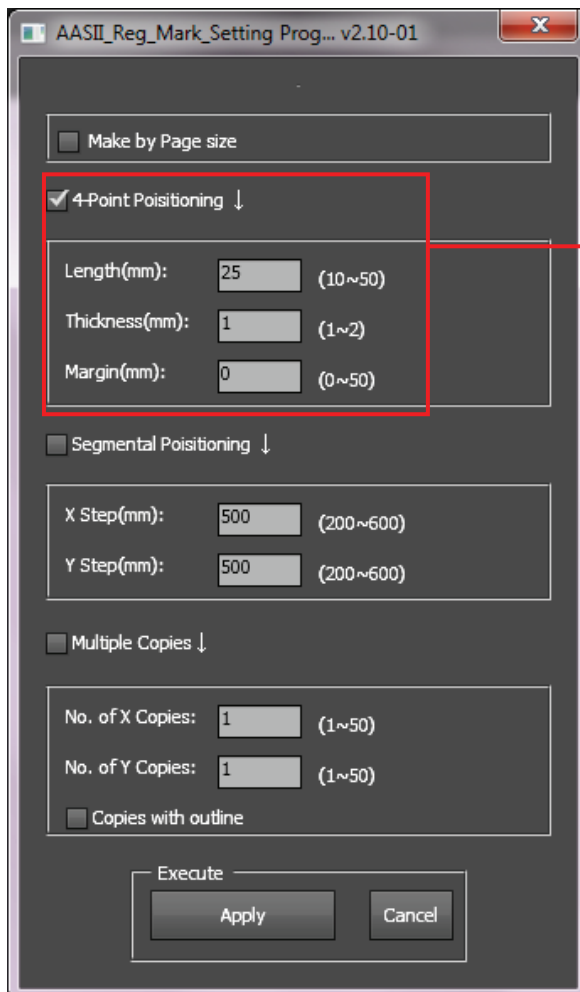 AASII_Reg_Mark_Setting Prog... v2.10-01
Make by Page size
4-Point Poisitioning ↓
Length(mm): 25 (10~50)
Thickness(mm): 1 (1~2)
Margin(mm): 0 (0~50)
Segmental Poisitioning ↓
X Step(mm): 500 (200~600)
Y Step(mm): 500 (200~600)
Multiple Copies ↓
No. of X Copies: 1 (1~50)
No. of Y Copies: 1 (1~50)
Copies with outline
Execute
Apply Cancel